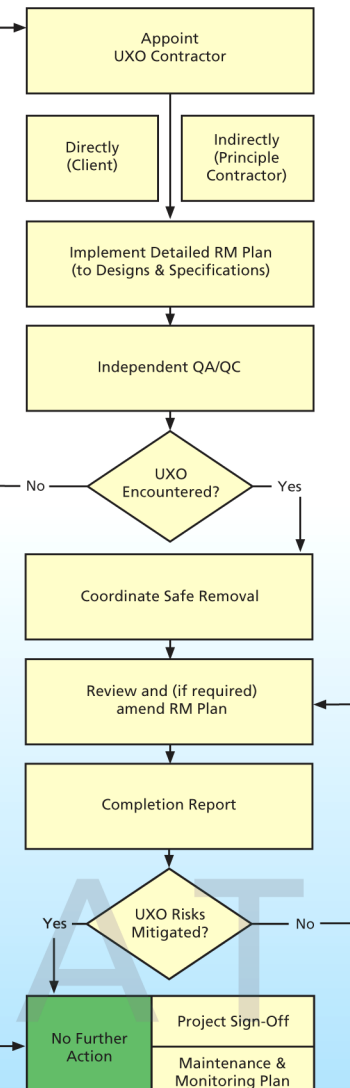 Appoint
UXO Contractor
Directly
(Client)
Indirectly
(Principle
Contractor)
Implement Detailed RM Plan
(to Designs & Specifications)
Independent QA/QC
UXO
Encountered?
No
Yes
Coordinate Safe Removal
Review and (if required)
amend RM Plan
Completion Report
A T
UXO Risks
Mitigated?
Yes
No
No Further
Action
Project Sign-Off
Maintenance &
Monitoring Plan